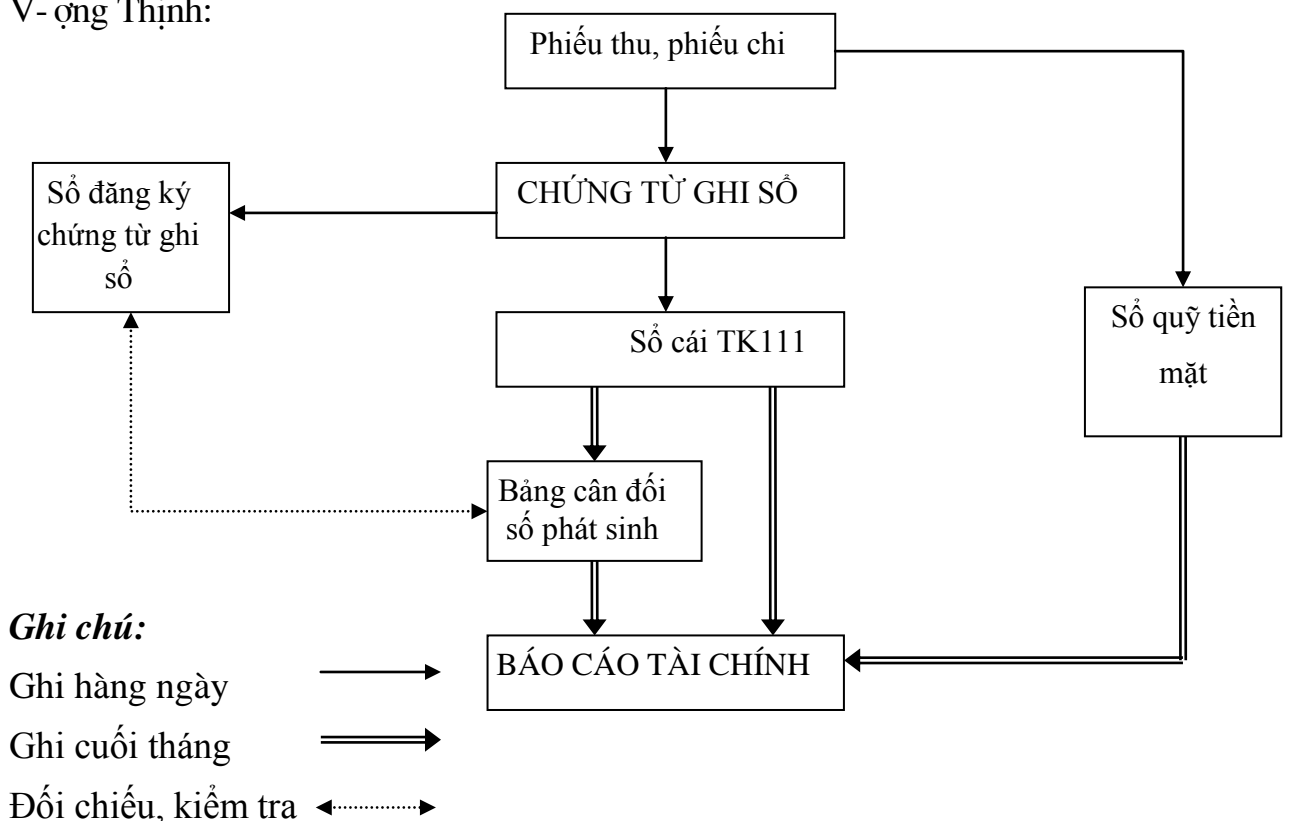 V- ợng Thịnh:
Phiếu thu, phiếu chi
CHỨNG TỪ GHI SỔ
Sổ đăng ký
chứng từ ghi
sổ
Sổ cái TK111
Sổ quỹ tiền
mặt
Bảng cân đối
số phát sinh
BÁO CÁO TÀI CHÍNH
Ghi chú:
Ghi hàng ngày
Ghi cuối tháng
Đối chiếu, kiểm tra